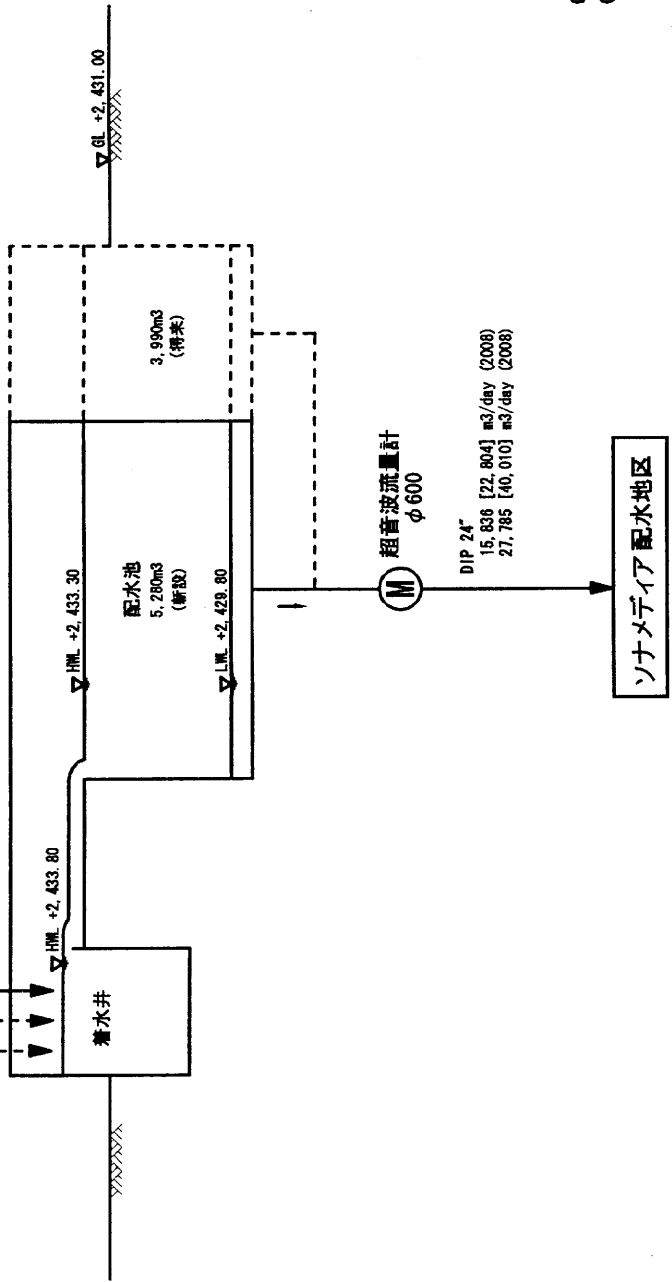 GL +2,431.00
3,990m3
(将来)
HWL +2,433.30
配水池
5,280m3
(新設)
LWL +2,429.80
HWL +2,433.80
着水井
超音波流量計
φ600
M
DIP 24"
15,836 [22,804] m3/day (2008)
27,785 [40,010] m3/day (2008)
ソナメディア配水地区